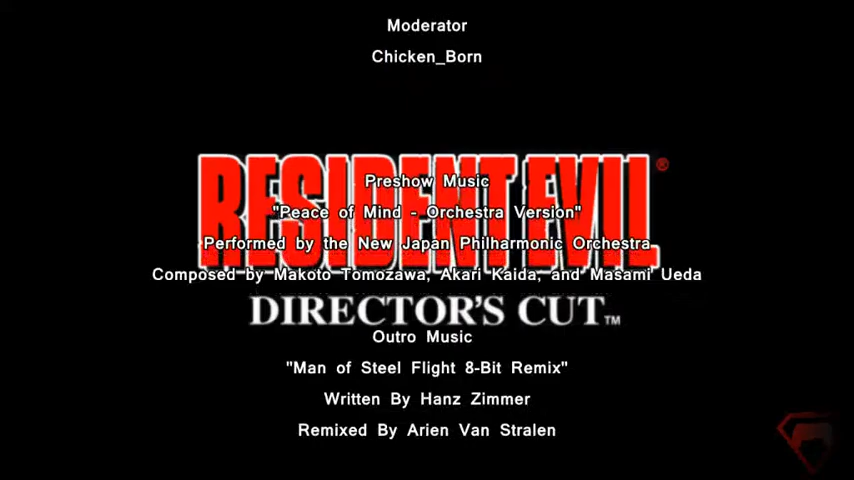 Moderator
Chicken_Born
RESIDENT EVIL®
Preshow Music
"Peace of Mind - Orchestra Version"
Performed by the New Japan Philharmonic Orchestra
Composed by Makoto Tomozawa, Akari Kaida, and Masami Ueda
DIRECTOR'S CUT™
Outro Music
"Man of Steel Flight 8-Bit Remix"
Written By Hanz Zimmer
Remixed By Arien Van Stralen